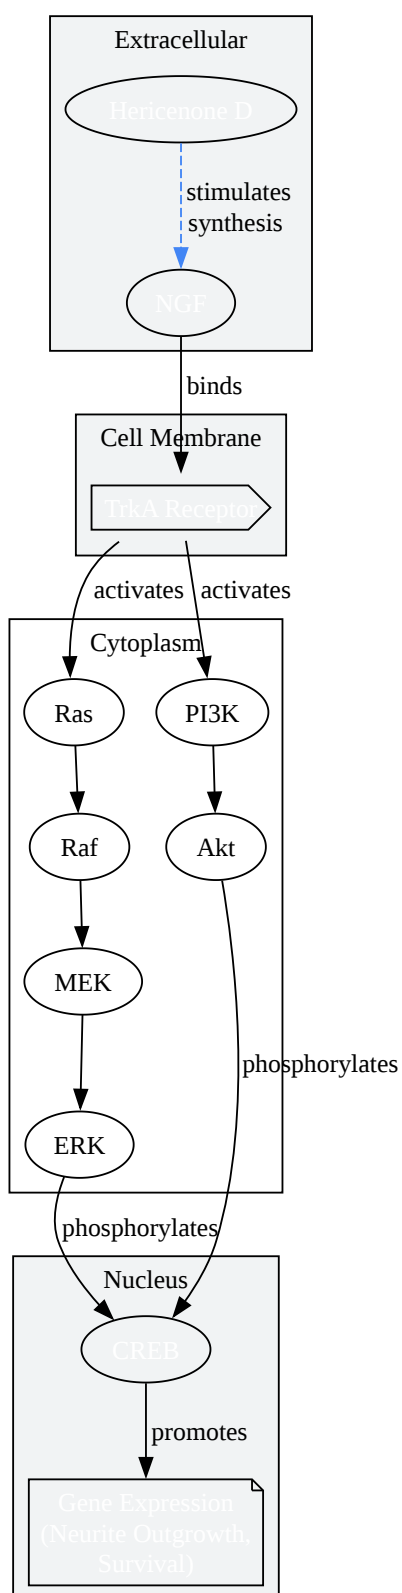 Extracellular
Hericenone D
stimulates
synthesis
NGF
binds
Cell Membrane
TrkA Receptor
activates
activates
Cytoplasm
Ras
PI3K
Raf
Akt
MEK
phosphorylates
ERK
phosphorylates
Nucleus
CREB
promotes
Gene Expression
(Neurite Outgrowth,
Survival)